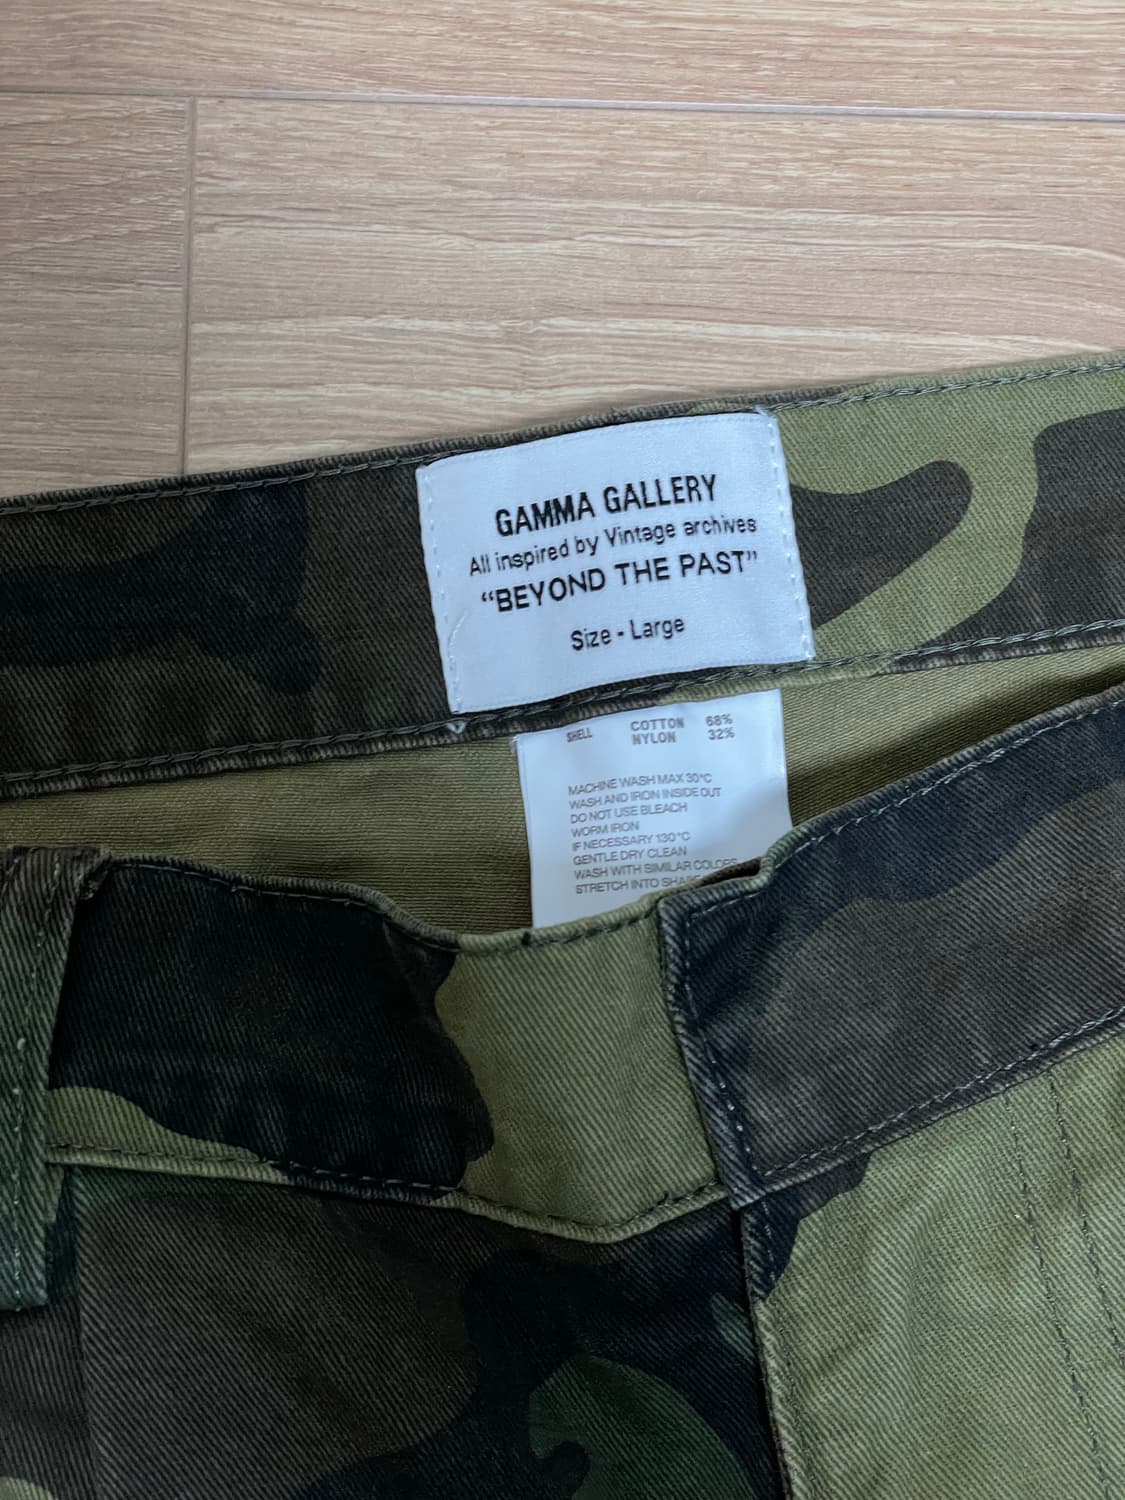 GAMMA GALLERY
All inspired by Vintage archives
“BEYOND THE PAST”
Size - Large
SHELL COTTON 68%
NYLON 32%
MACHINE WASH MAX 30°C
WASH AND IRON INSIDE OUT
DO NOT USE BLEACH
WORM IRON
IF NECESSARY 130°C
GENTLE DRY CLEAN
WASH WITH SIMILAR COLORS
STRETCH INTO